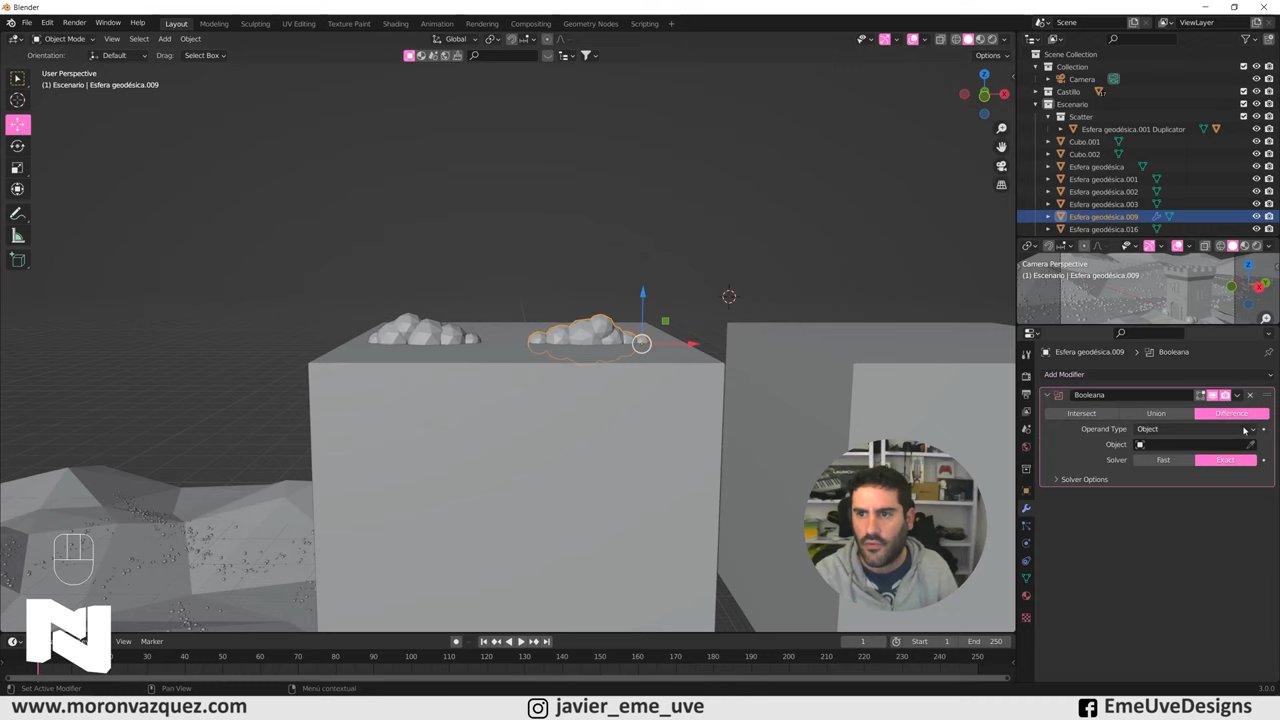 Blender
File Edit Render Window Help Layout Modeling Sculpting UV Editing Texture Paint Shading Animation Rendering Compositing Geometry Nodes Scripting + Scene ViewLayer
Object Mode View Select Add Object Global
Orientation: Default Drag: Select Box Options
User Perspective
(1) Escenario | Esfera geodésica.009
Scene Collection
Collection
Camera
Castillo
Escenario
Scatter
Esfera geodésica.001 Duplicator
Cubo.001
Cubo.002
Esfera geodésica
Esfera geodésica.001
Esfera geodésica.002
Esfera geodésica.003
Esfera geodésica.009
Esfera geodésica.016
Camera Perspective
(1) Escenario | Esfera geodésica.009
Esfera geodésica.009 > Booleana
Add Modifier
Booleana
Intersect Union Difference
Operand Type Object
Object
Solver Fast Exact
Solver Options
N
View Marker 1 Start 1 End 250
30 40 50 60 70 80 90 100 110 120 130 140 150 160 170 180 190 200 210 220 230 240 250
Set Active Modifier Pan View Menú contextual 3.0.0
www.moronvazquez.com javier_eme_uve EmeUveDesigns